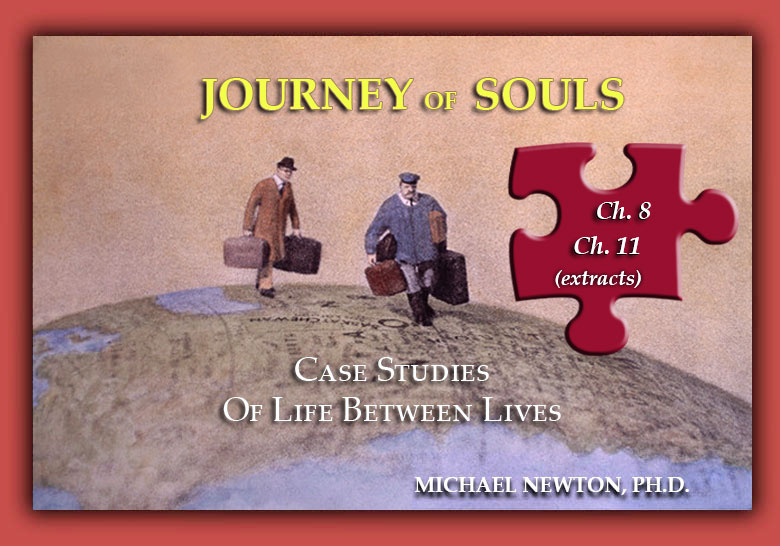 JOURNEY OF SOULS
Ch. 8
Ch. 11
(extracts)
CASE STUDIES
OF LIFE BETWEEN LIVES
MICHAEL NEWTON, PH.D.